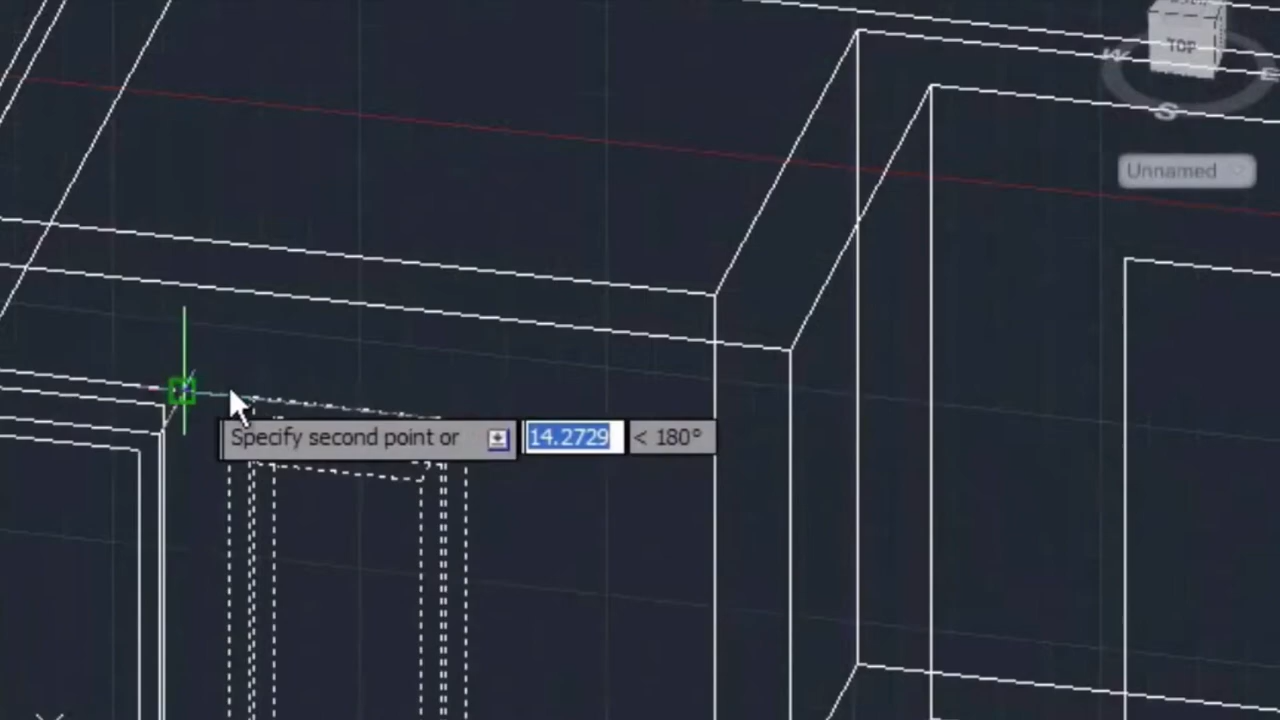 TOP
W
E
S
Unnamed
Specify second point or 14.2729 < 180°